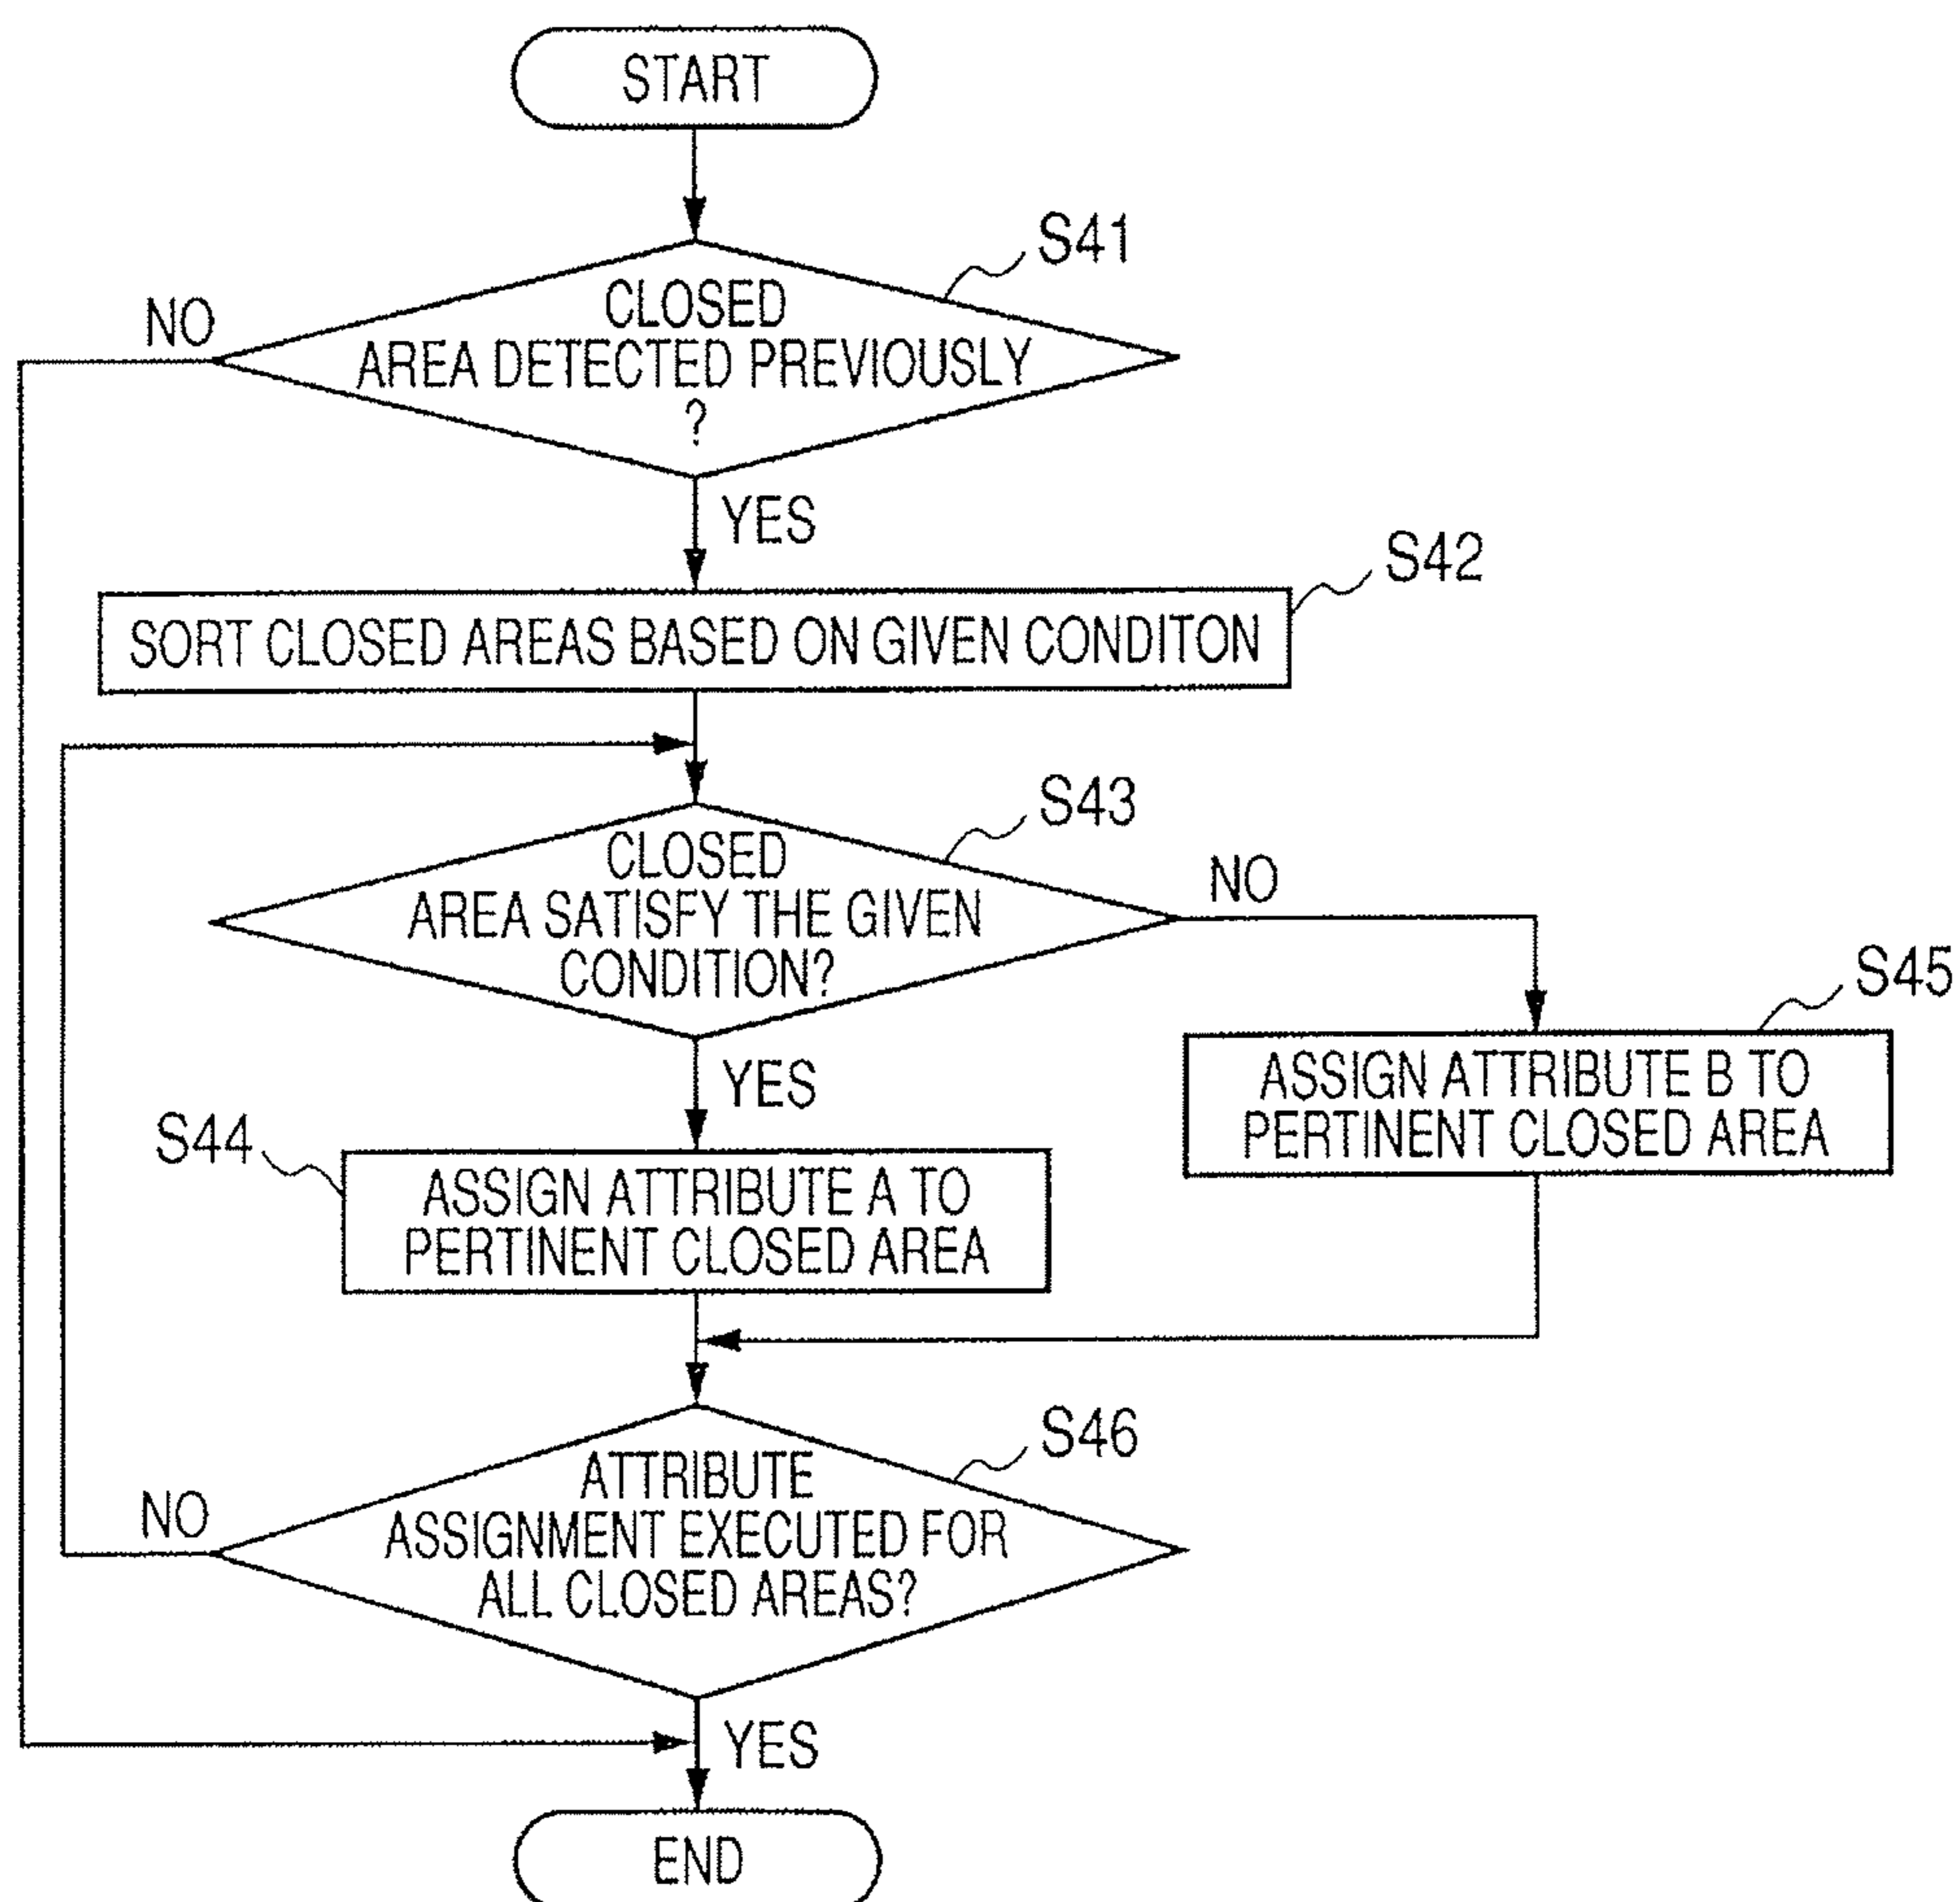 START
S41
NO
CLOSED
AREA DETECTED PREVIOUSLY
?
YES
S42
SORT CLOSED AREAS BASED ON GIVEN CONDITON
S43
CLOSED
AREA SATISFY THE GIVEN
CONDITION?
NO
S45
YES
ASSIGN ATTRIBUTE B TO
PERTINENT CLOSED AREA
S44
ASSIGN ATTRIBUTE A TO
PERTINENT CLOSED AREA
S46
ATTRIBUTE
ASSIGNMENT EXECUTED FOR
ALL CLOSED AREAS?
NO
YES
END